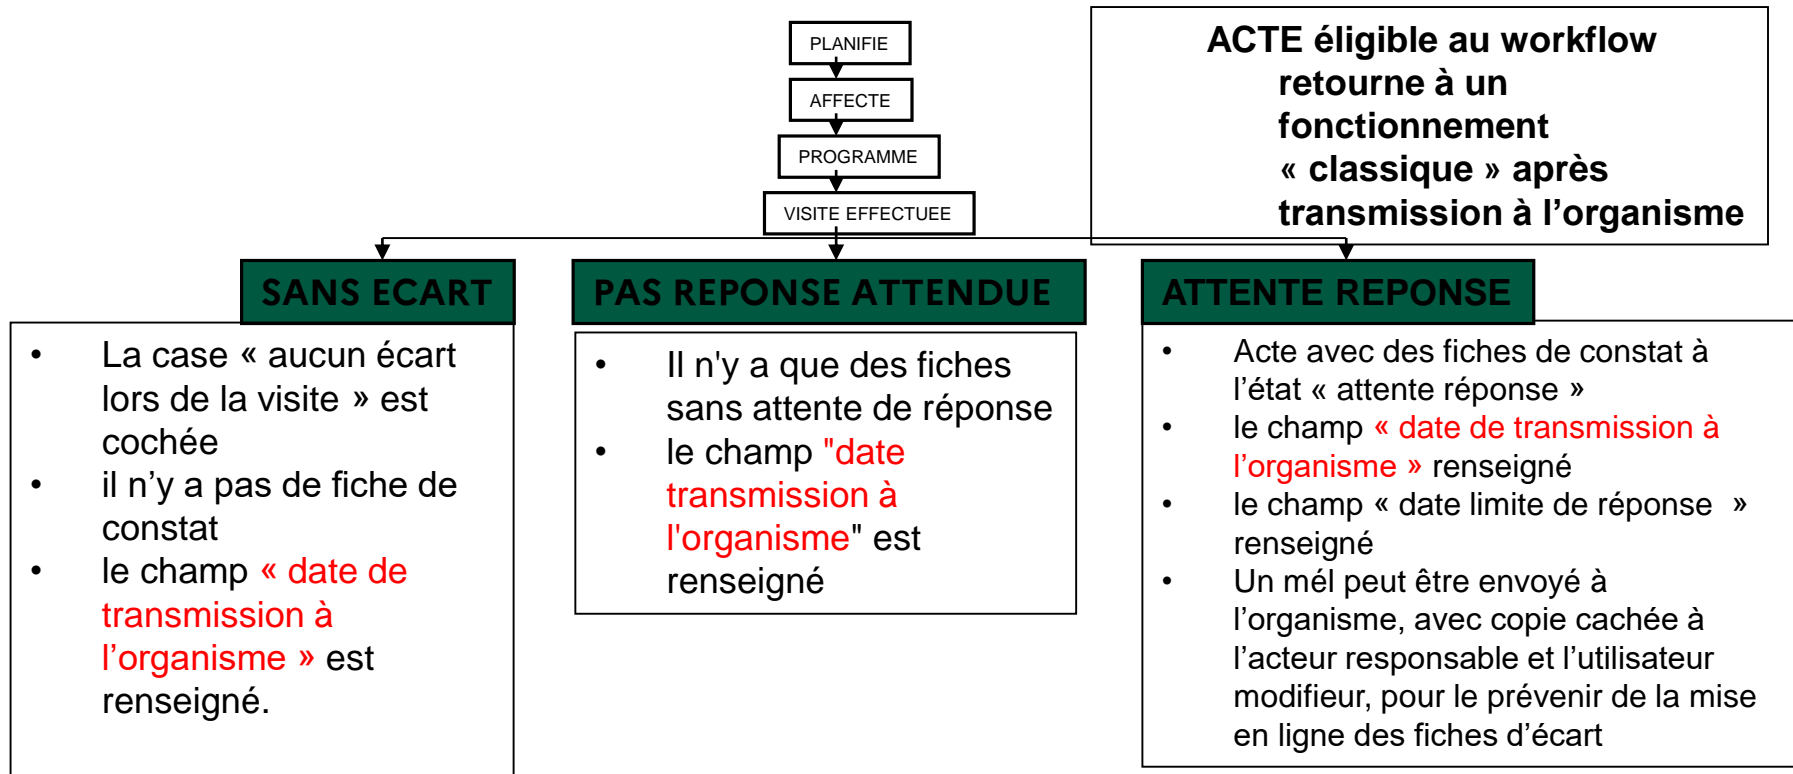 PLANIFIE
AFFECTE
PROGRAMME
VISITE EFFECTUEE
ACTE éligible au workflow
retourne à un
fonctionnement
« classique » après
transmission à l’organisme
SANS ECART
• La case « aucun écart
lors de la visite » est
cochée
• il n’y a pas de fiche de
constat
• le champ « date de
transmission à
l’organisme » est
renseigné.
PAS REPONSE ATTENDUE
• Il n'y a que des fiches
sans attente de réponse
• le champ "date
transmission à
l'organisme" est
renseigné
ATTENTE REPONSE
• Acte avec des fiches de constat à
l’état « attente réponse »
• le champ « date de transmission à
l’organisme » renseigné
• le champ « date limite de réponse »
renseigné
• Un mél peut être envoyé à
l’organisme, avec copie cachée à
l’acteur responsable et l’utilisateur
modifieur, pour le prévenir de la mise
en ligne des fiches d’écart